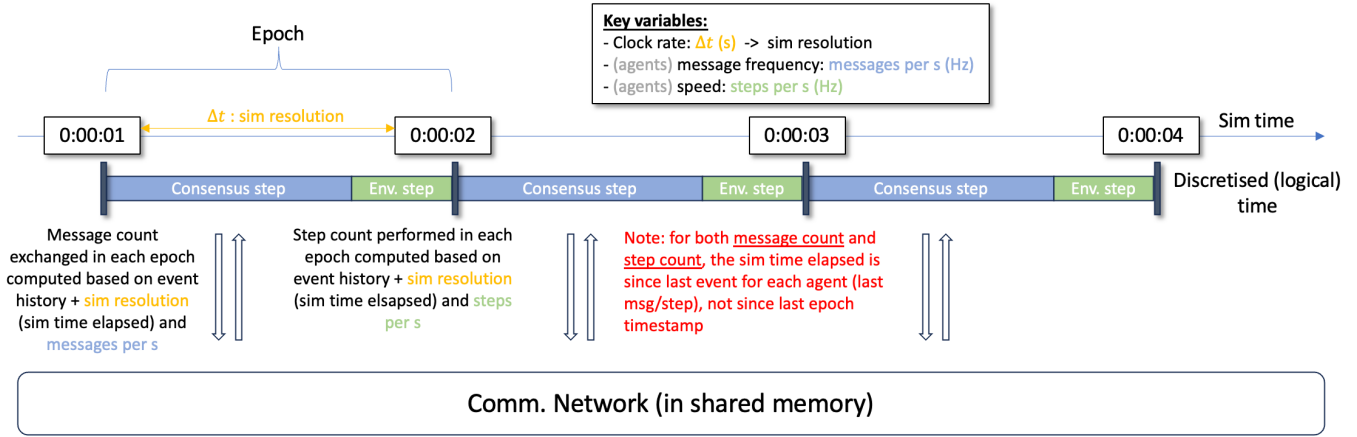 Epoch
Key variables:
- Clock rate: Δt (s) -> sim resolution
- (agents) message frequency: messages per s (Hz)
- (agents) speed: steps per s (Hz)
Δt : sim resolution
0:00:01
0:00:02
0:00:03
0:00:04
Sim time
Consensus step
Env. step
Consensus step
Env. step
Consensus step
Env. step
Discretised (logical)
time
Message count
exchanged in each epoch
computed based on event
history + sim resolution
(sim time elapsed) and
messages per s
Step count performed in each
epoch computed based on
event history + sim resolution
(sim time elsapsed) and steps
per s
Note: for both message count and
step count, the sim time elapsed is
since last event for each agent (last
msg/step), not since last epoch
timestamp
Comm. Network (in shared memory)